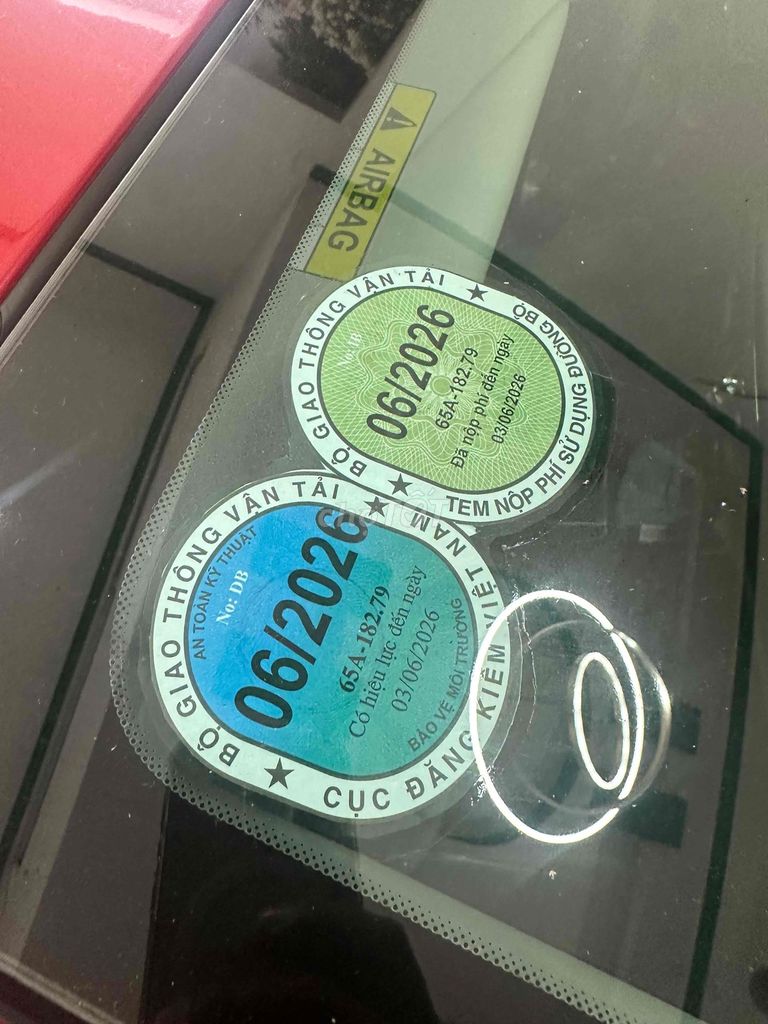 AIRBAG
BỘ GIAO THÔNG VẬN TẢI
No: DB
06/2026
65A-182.79
Đã nộp phí đến ngày
03/06/2026
TEM NỘP PHÍ SỬ DỤNG ĐƯỜNG BỘ
BỘ GIAO THÔNG VẬN TẢI
AN TOÀN KỸ THUẬT
No: DB
06/2026
65A-182.79
Có hiệu lực đến ngày
03/06/2026
BẢO VỆ MÔI TRƯỜNG
CỤC ĐĂNG KIỂM VIỆT NAM
chợTỐT